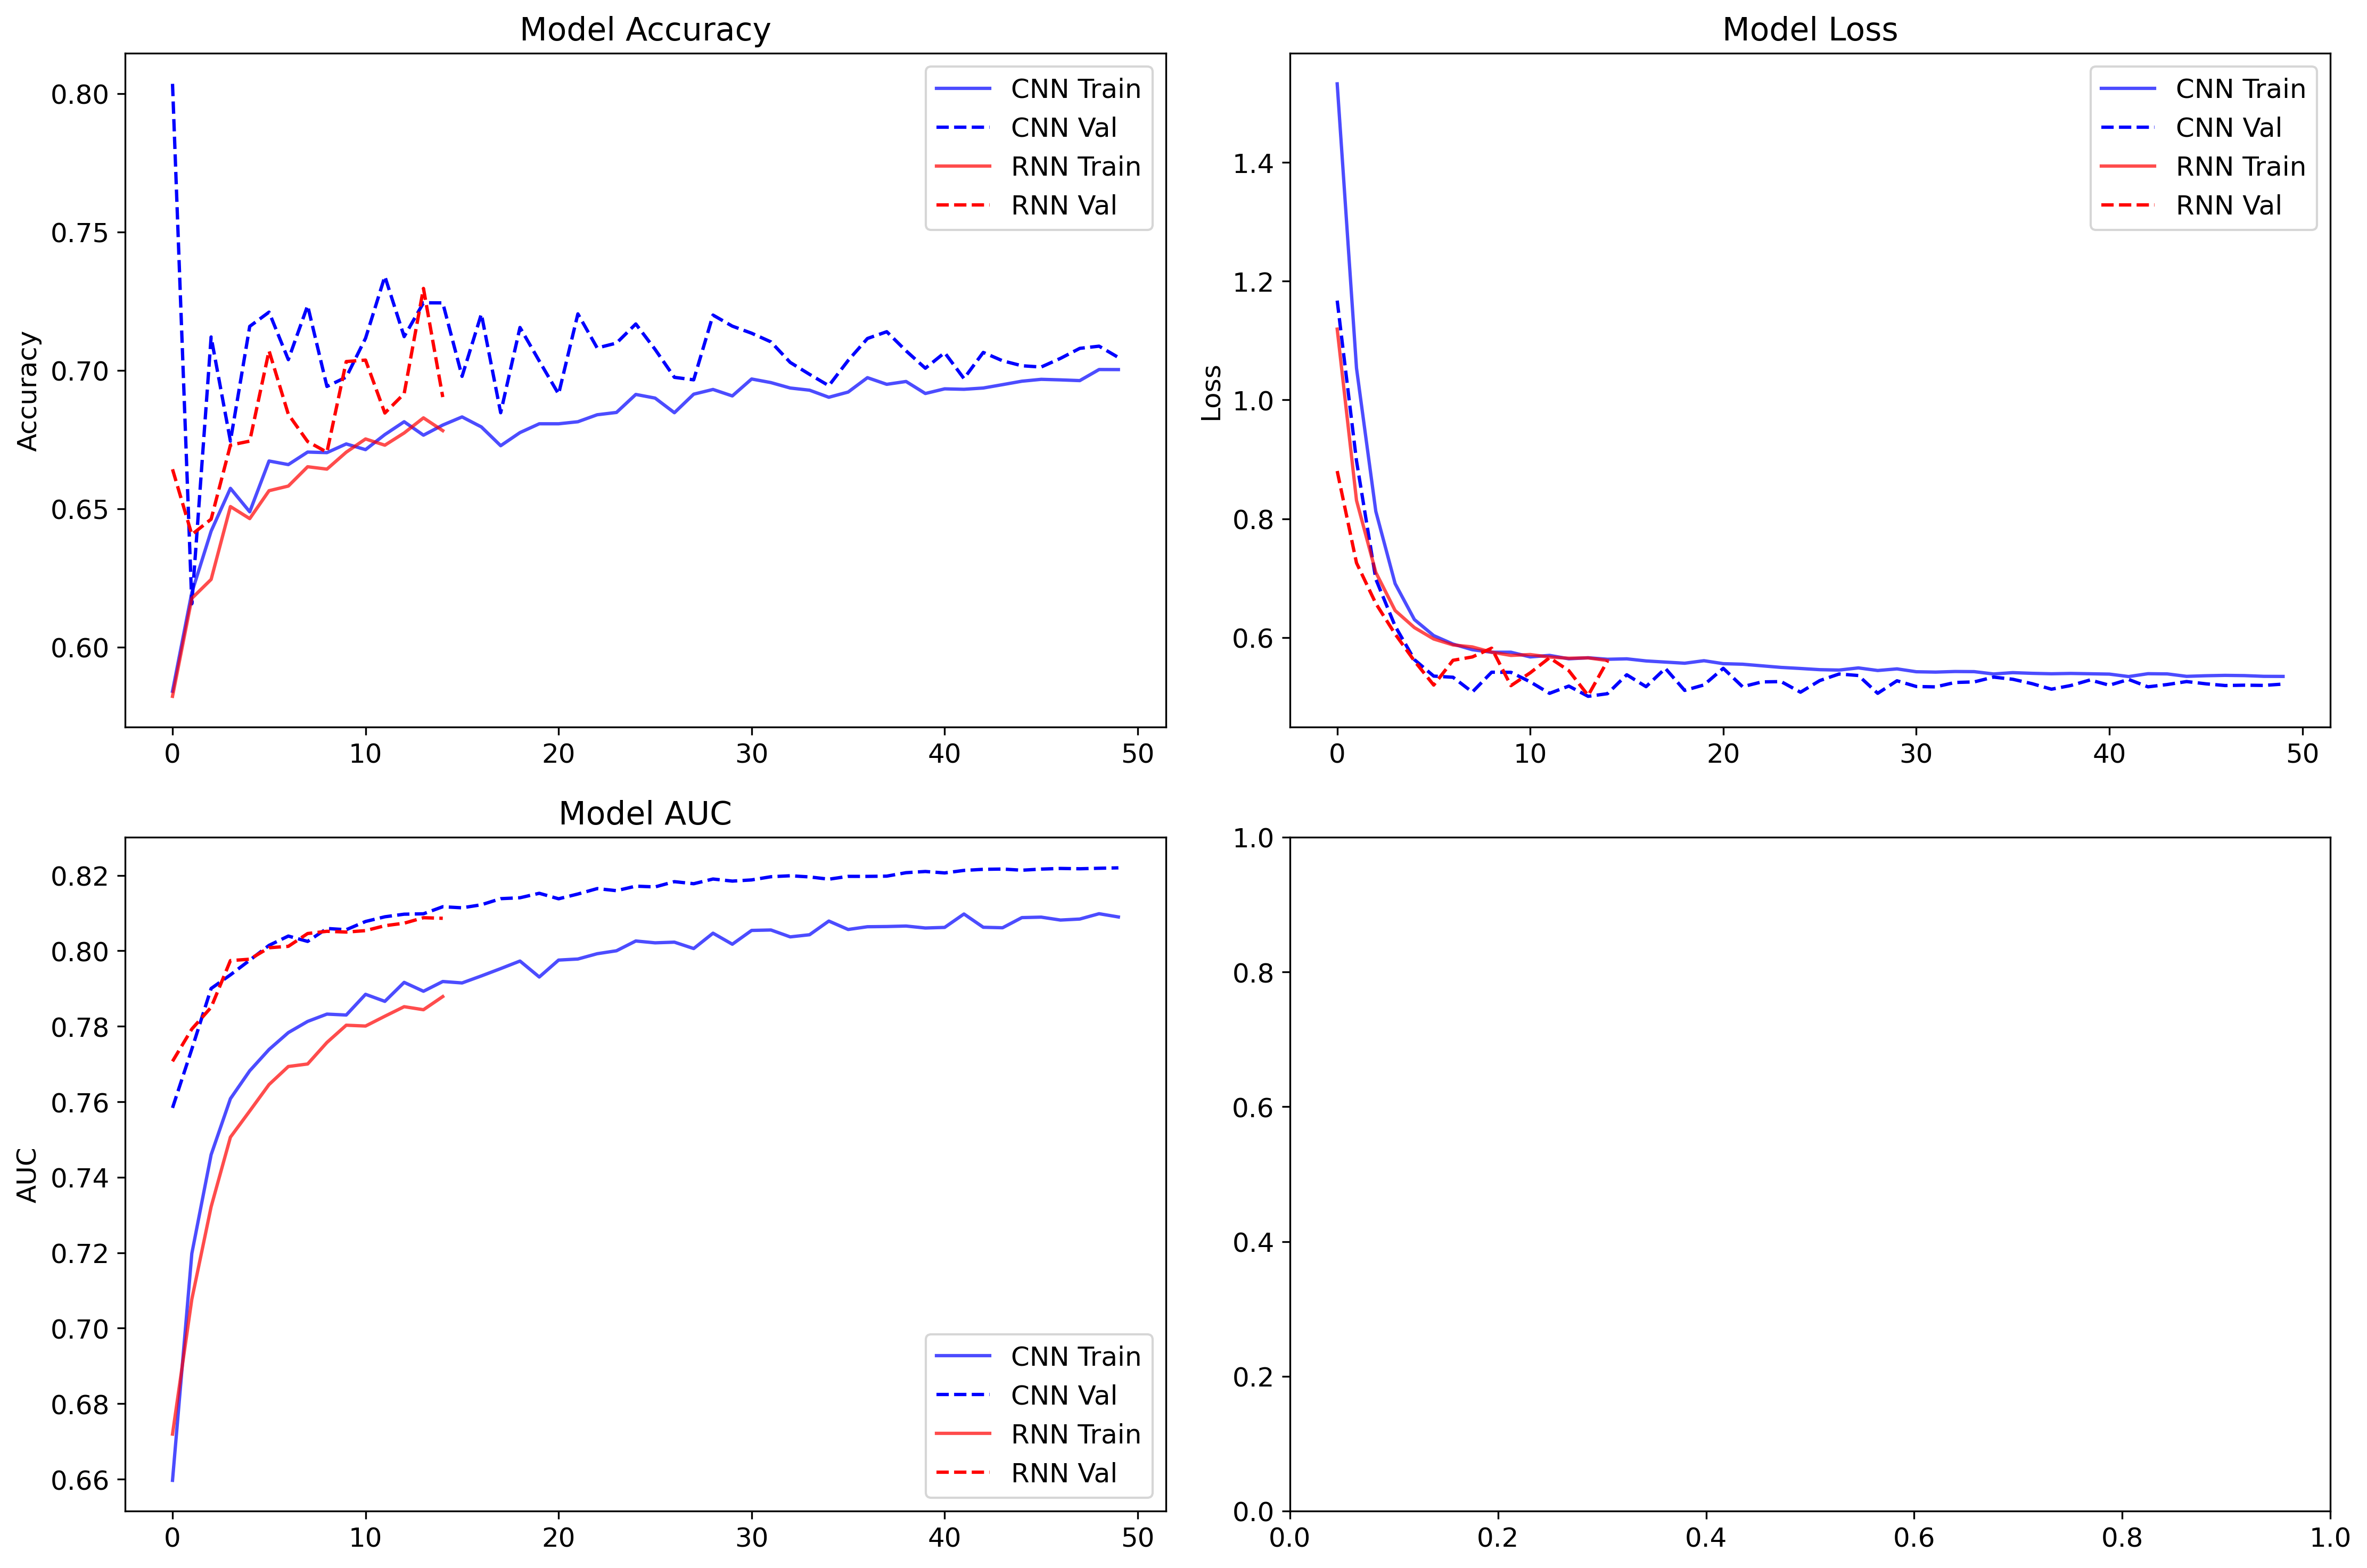 Model Accuracy
Accuracy
0.80
0.75
0.70
0.65
0.60
0 10 20 30 40 50
CNN Train
CNN Val
RNN Train
RNN Val
Model Loss
Loss
1.4
1.2
1.0
0.8
0.6
0 10 20 30 40 50
CNN Train
CNN Val
RNN Train
RNN Val
Model AUC
AUC
0.82
0.80
0.78
0.76
0.74
0.72
0.70
0.68
0.66
0 10 20 30 40 50
CNN Train
CNN Val
RNN Train
RNN Val
1.0
0.8
0.6
0.4
0.2
0.0
0.0 0.2 0.4 0.6 0.8 1.0